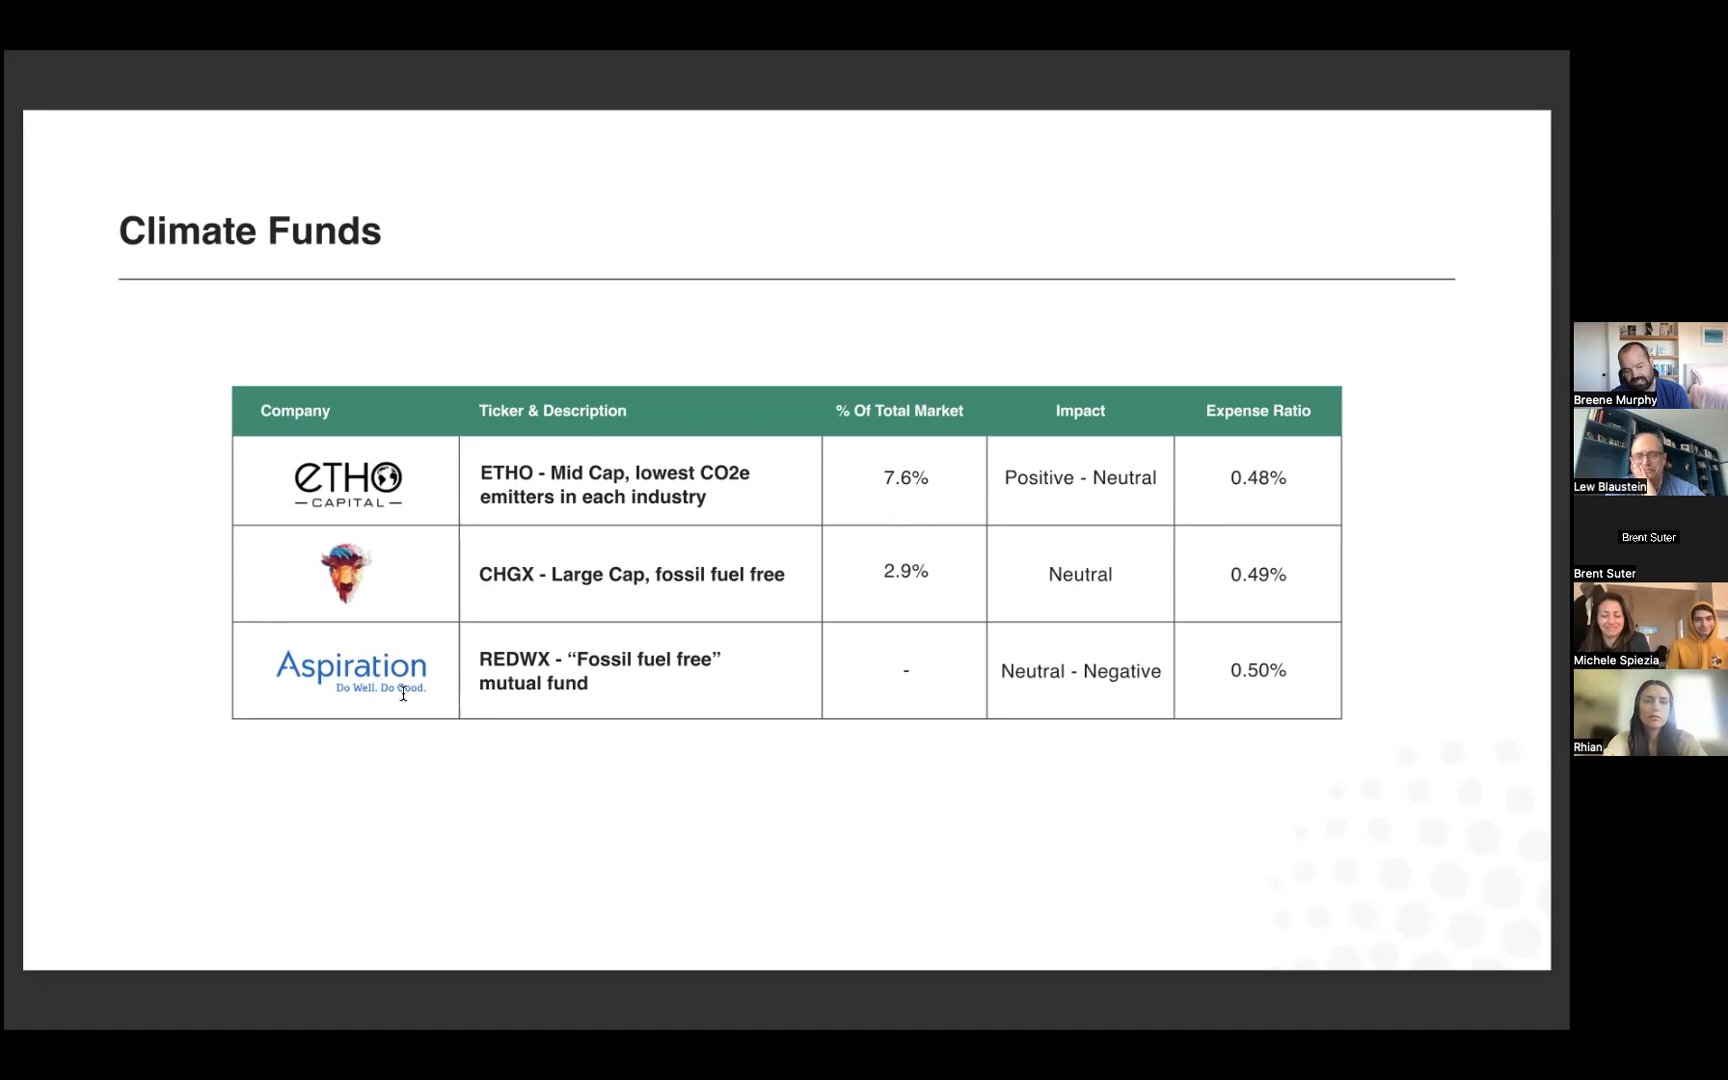 Climate Funds
Company Ticker & Description % Of Total Market Impact Expense Ratio
ETHO
CAPITAL
ETHO - Mid Cap, lowest CO2e
emitters in each industry
7.6% Positive - Neutral 0.48%
CHGX - Large Cap, fossil fuel free 2.9% Neutral 0.49%
Aspiration
Do Well. Do Good.
REDWX - “Fossil fuel free”
mutual fund
- Neutral - Negative 0.50%
Breene Murphy
Lew Blaustein
Brent Suter
Brent Suter
Michele Spiezia
Rhian